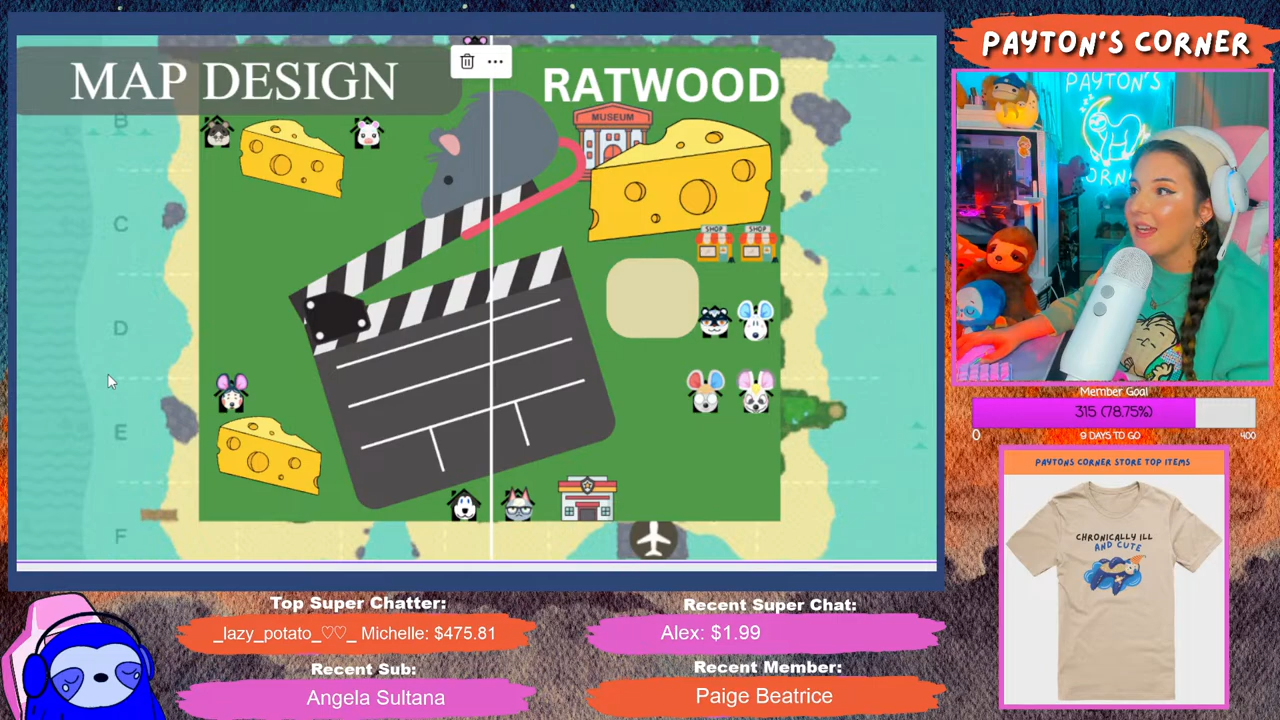 MAP DESIGN
RATWOOD
MUSEUM
SHOP
SHOP
B
C
D
E
F
PAYTON'S CORNER
PAYTON'S
CORNE
Member Goal
315 (78.75%)
0
9 DAYS TO GO
400
PAYTONS CORNER STORE TOP ITEMS
CHRONICALLY ILL
AND CUTE
Top Super Chatter:
_lazy_potato_♡♡_ Michelle: $475.81
Recent Super Chat:
Alex: $1.99
Recent Sub:
Angela Sultana
Recent Member:
Paige Beatrice